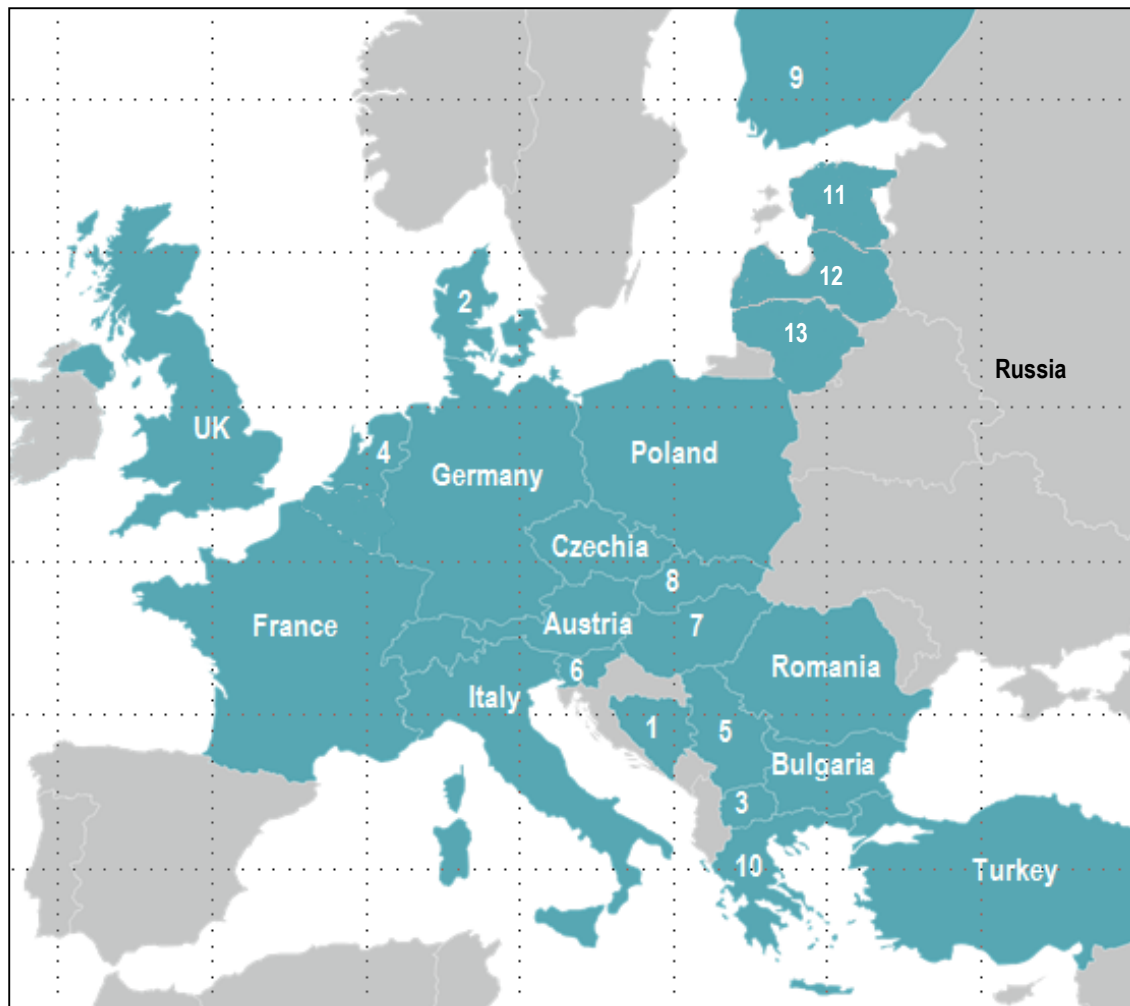 9
11
12
2
13
Russia
UK
4
Germany
Poland
Czechia
8
France
Austria
7
6
Romania
Italy
1
5
Bulgaria
3
10
Turkey